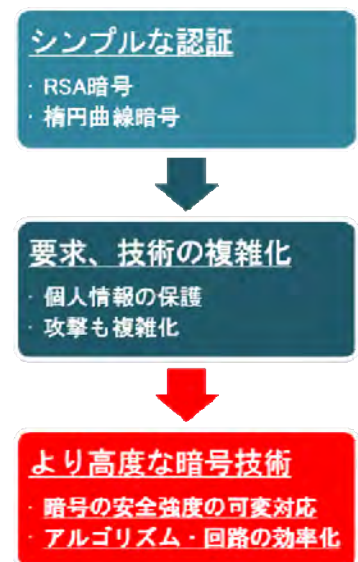 シンプルな認証
· RSA暗号
· 楕円曲線暗号
要求、技術の複雑化
· 個人情報の保護
· 攻撃も複雑化
より高度な暗号技術
· 暗号の安全強度の可変対応
· アルゴリズム・回路の効率化